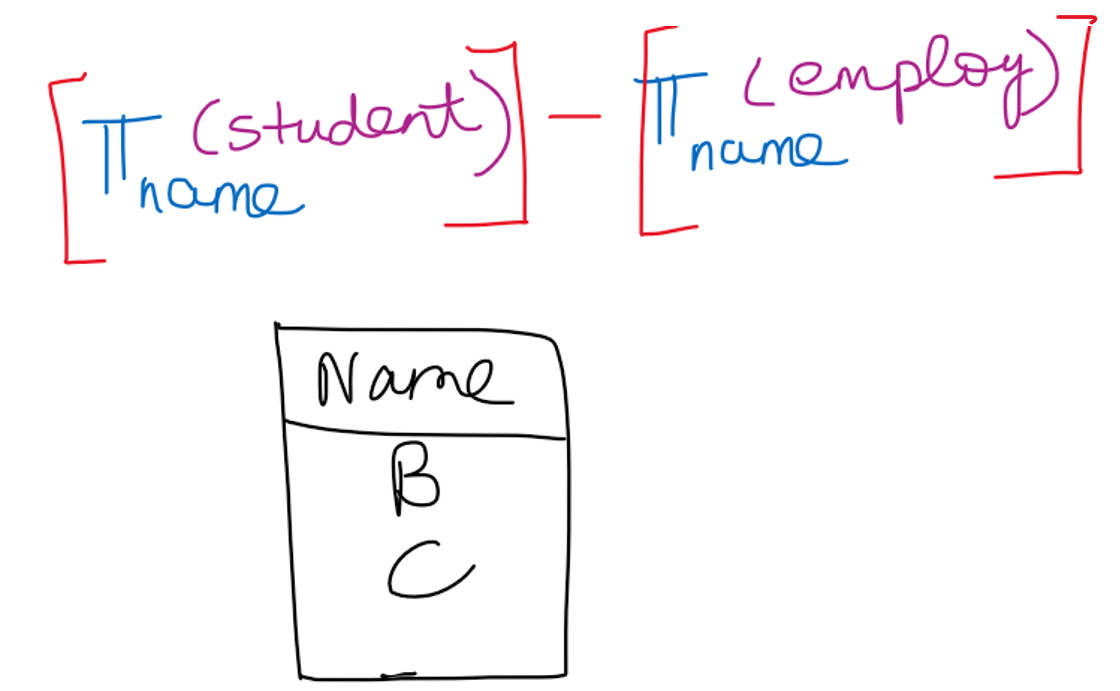 [π name (student)] - [π name (employ)]
Name
B
C